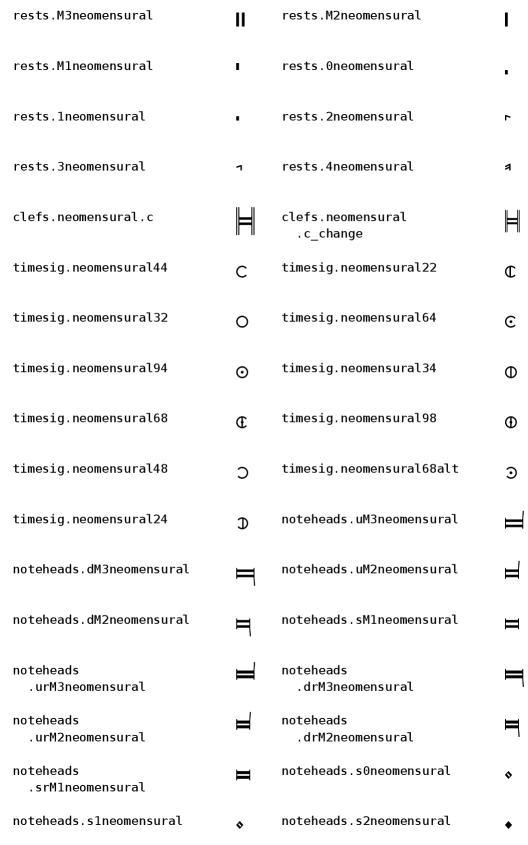 rests.M3neomensural
rests.M2neomensural
rests.M1neomensural
rests.0neomensural
rests.1neomensural
rests.2neomensural
rests.3neomensural
rests.4neomensural
clefs.neomensural.c
clefs.neomensural
.c_change
timesig.neomensural44
timesig.neomensural22
timesig.neomensural32
timesig.neomensural64
timesig.neomensural94
timesig.neomensural34
timesig.neomensural68
timesig.neomensural98
timesig.neomensural48
timesig.neomensural68alt
timesig.neomensural24
noteheads.uM3neomensural
noteheads.dM3neomensural
noteheads.uM2neomensural
noteheads.dM2neomensural
noteheads.sM1neomensural
noteheads
.urM3neomensural
noteheads
.drM3neomensural
noteheads
.urM2neomensural
noteheads
.drM2neomensural
noteheads
.srM1neomensural
noteheads.s0neomensural
noteheads.s1neomensural
noteheads.s2neomensural